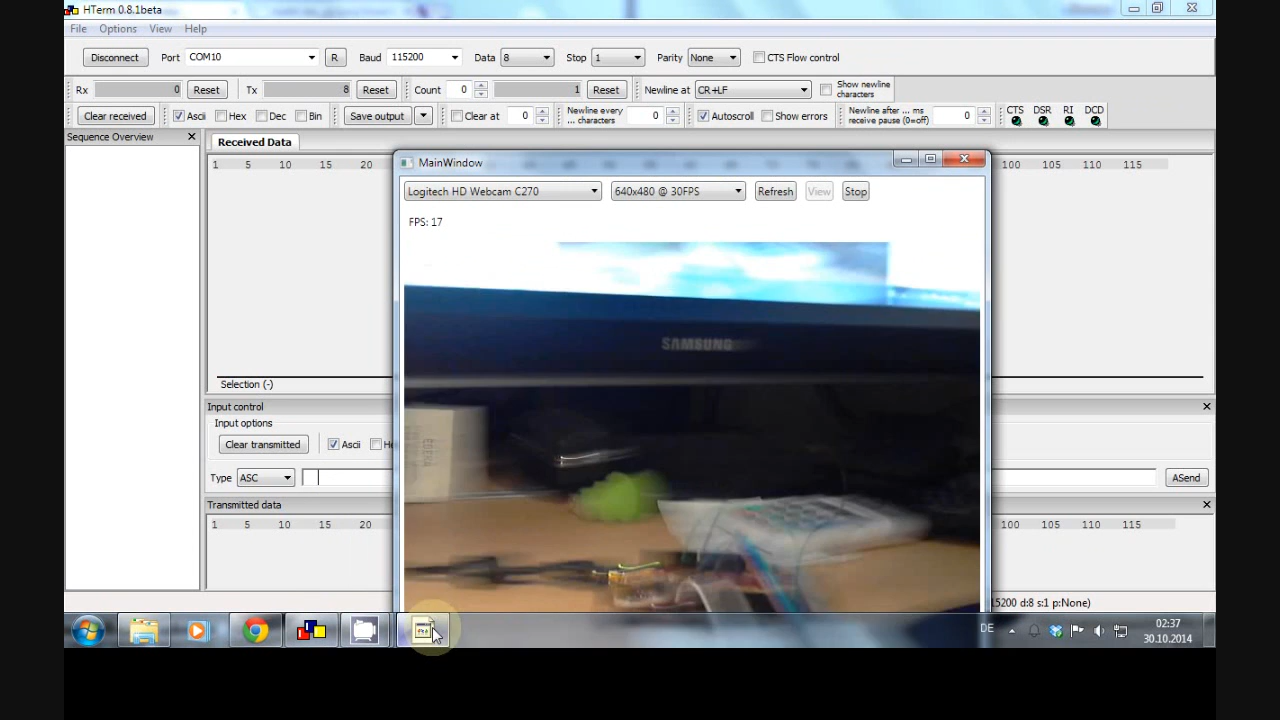 HTerm 0.8.1beta
File Options View Help
Disconnect Port COM10 R Baud 115200 Data 8 Stop 1 Parity None CTS Flow control
Rx 0 Reset Tx 8 Reset Count 0 1 Reset Newline at CR+LF Show newline characters
Clear received Ascii Hex Dec Bin Save output Clear at 0 Newline every ... characters 0 Autoscroll Show errors Newline after ... ms receive pause (0=off) 0 CTS DSR RI DCD
Sequence Overview
Received Data
1 5 10 15 20 100 105 110 115
MainWindow
Logitech HD Webcam C270 640x480 @ 30FPS Refresh View Stop
FPS: 17
SAMSUNG
Selection (-)
Input control
Input options
Clear transmitted Ascii
Type ASC ASend
Transmitted data
1 5 10 15 20 100 105 110 115
5200 d:8 s:1 p:None)
DE 02:37
30.10.2014